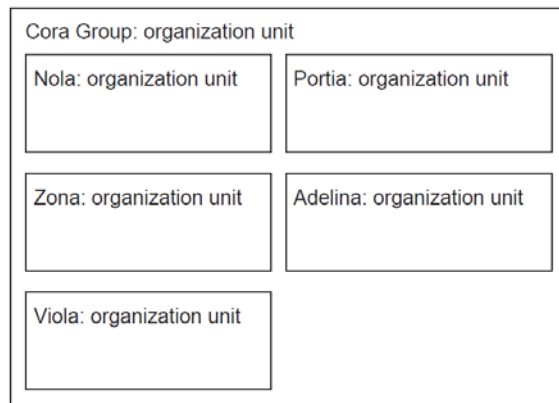 Cora Group: organization unit
Nola: organization unit
Portia: organization unit
Zona: organization unit
Adelina: organization unit
Viola: organization unit